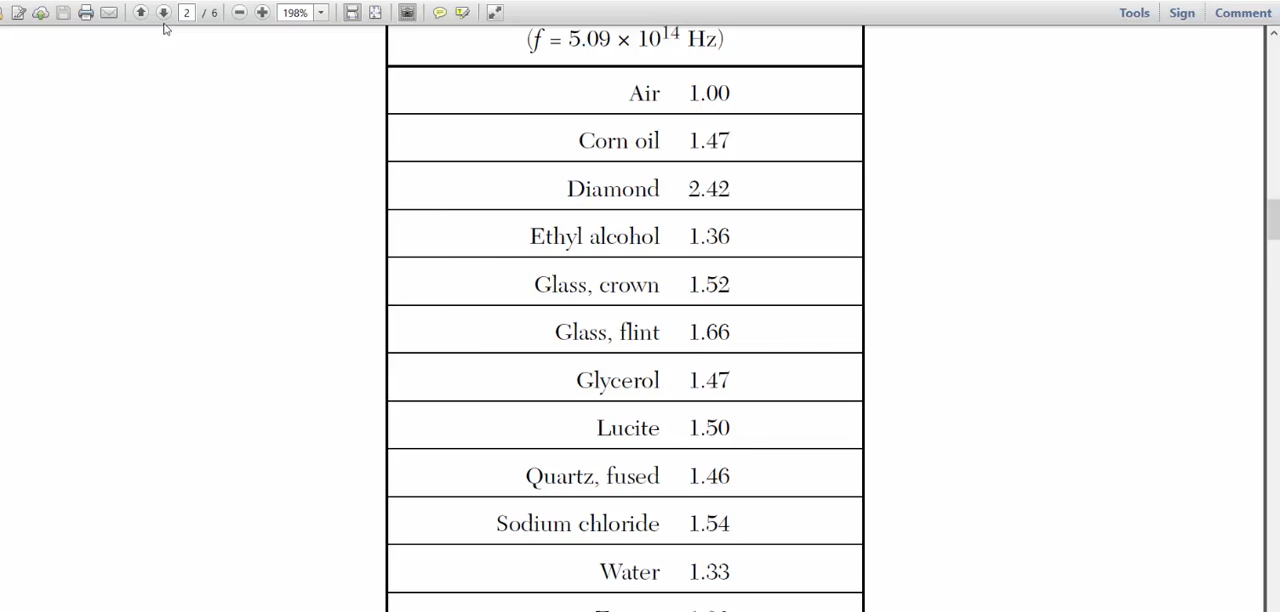 2 / 6 198% Tools Sign Comment
(f = 5.09 × 10¹⁴ Hz)
Air 1.00
Corn oil 1.47
Diamond 2.42
Ethyl alcohol 1.36
Glass, crown 1.52
Glass, flint 1.66
Glycerol 1.47
Lucite 1.50
Quartz, fused 1.46
Sodium chloride 1.54
Water 1.33